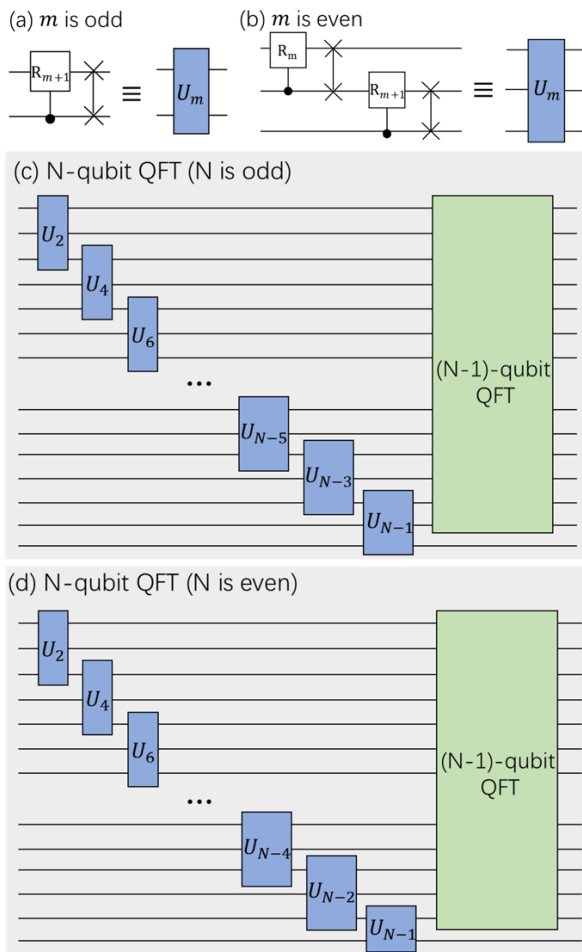 (a) m is odd
R_{m+1}
≡
U_m
(b) m is even
R_m
R_{m+1}
≡
U_m
(c) N-qubit QFT (N is odd)
U_2
U_4
U_6
...
U_{N−5}
U_{N−3}
U_{N−1}
(N-1)-qubit
QFT
(d) N-qubit QFT (N is even)
U_2
U_4
U_6
...
U_{N−4}
U_{N−2}
U_{N−1}
(N-1)-qubit
QFT